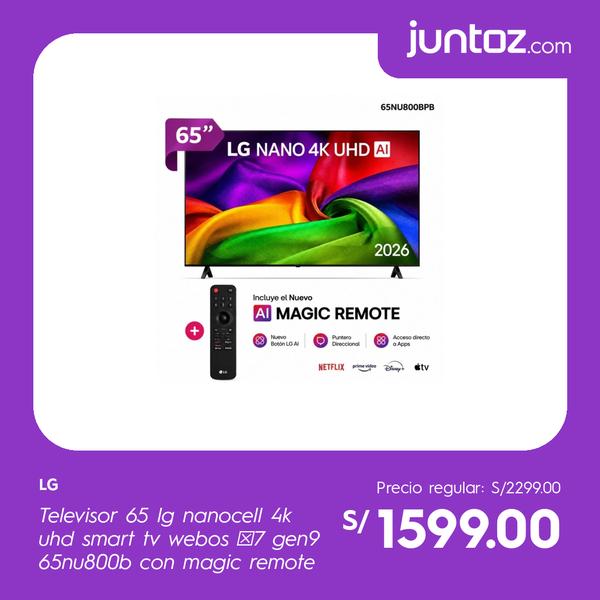 juntoz.com
65NU800BPB
65”
LG NANO 4K UHD AI
2026
Incluye el Nuevo
AI MAGIC REMOTE
+
Nuevo
Botón LG AI
Puntero
Direccional
Acceso directo
a Apps
LG
NETFLIX
prime video
Disney+
tv
LG
Precio regular: S/2299.00
Televisor 65 lg nanocell 4k
uhd smart tv webos ☒7 gen9
65nu800b con magic remote
S/1599.00